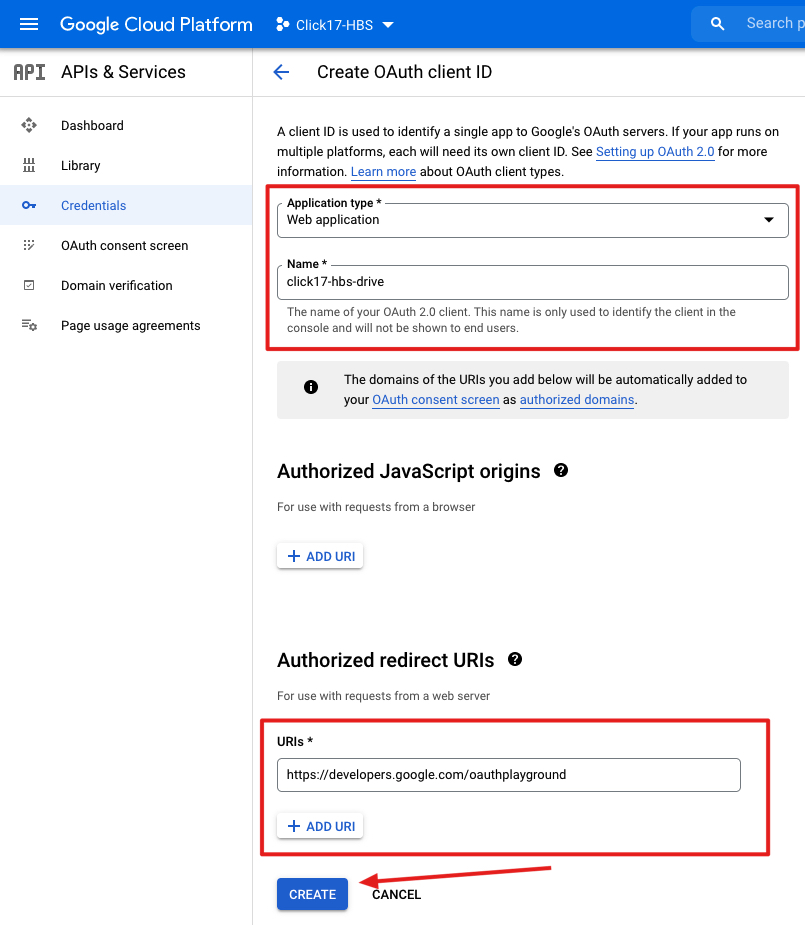 Google Cloud Platform
Click17-HBS
Search p
API APIs & Services
Create OAuth client ID
Dashboard
Library
Credentials
OAuth consent screen
Domain verification
Page usage agreements
A client ID is used to identify a single app to Google's OAuth servers. If your app runs on
multiple platforms, each will need its own client ID. See Setting up OAuth 2.0 for more
information. Learn more about OAuth client types.
Application type *
Web application
Name *
click17-hbs-drive
The name of your OAuth 2.0 client. This name is only used to identify the client in the
console and will not be shown to end users.
The domains of the URIs you add below will be automatically added to
your OAuth consent screen as authorized domains.
Authorized JavaScript origins
For use with requests from a browser
ADD URI
Authorized redirect URIs
For use with requests from a web server
URIs *
https://developers.google.com/oauthplayground
ADD URI
CREATE
CANCEL